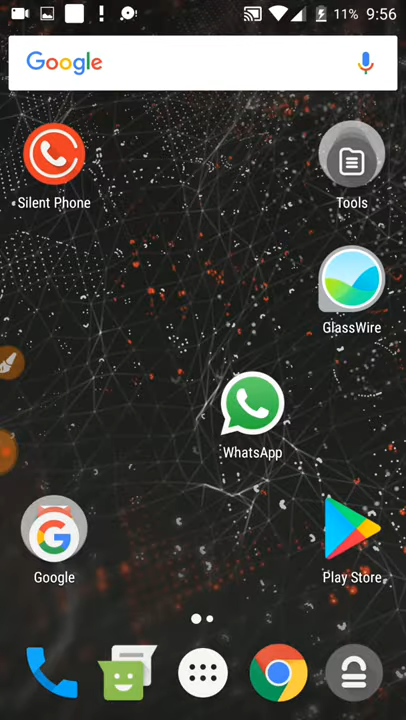 11% 9:56
Google
Silent Phone
Tools
GlassWire
WhatsApp
Google
Play Store